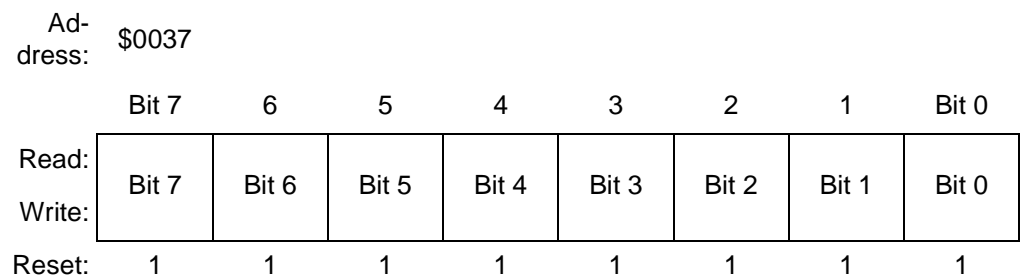 Ad-
dress: $0037
Bit 7 6 5 4 3 2 1 Bit 0
Read:
Bit 7 Bit 6 Bit 5 Bit 4 Bit 3 Bit 2 Bit 1 Bit 0
Write:
Reset: 1 1 1 1 1 1 1 1